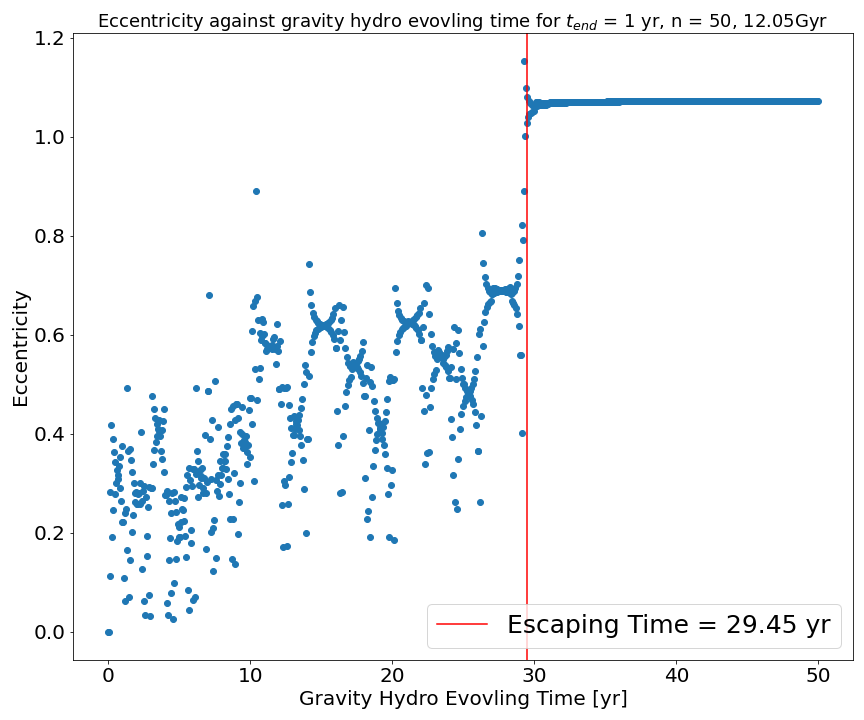 Eccentricity against gravity hydro evovling time for $t_{end}$ = 1 yr, n = 50, 12.05Gyr
1.2
1.0
0.8
0.6
0.4
0.2
0.0
Eccentricity
Escaping Time = 29.45 yr
0 10 20 30 40 50
Gravity Hydro Evovling Time [yr]